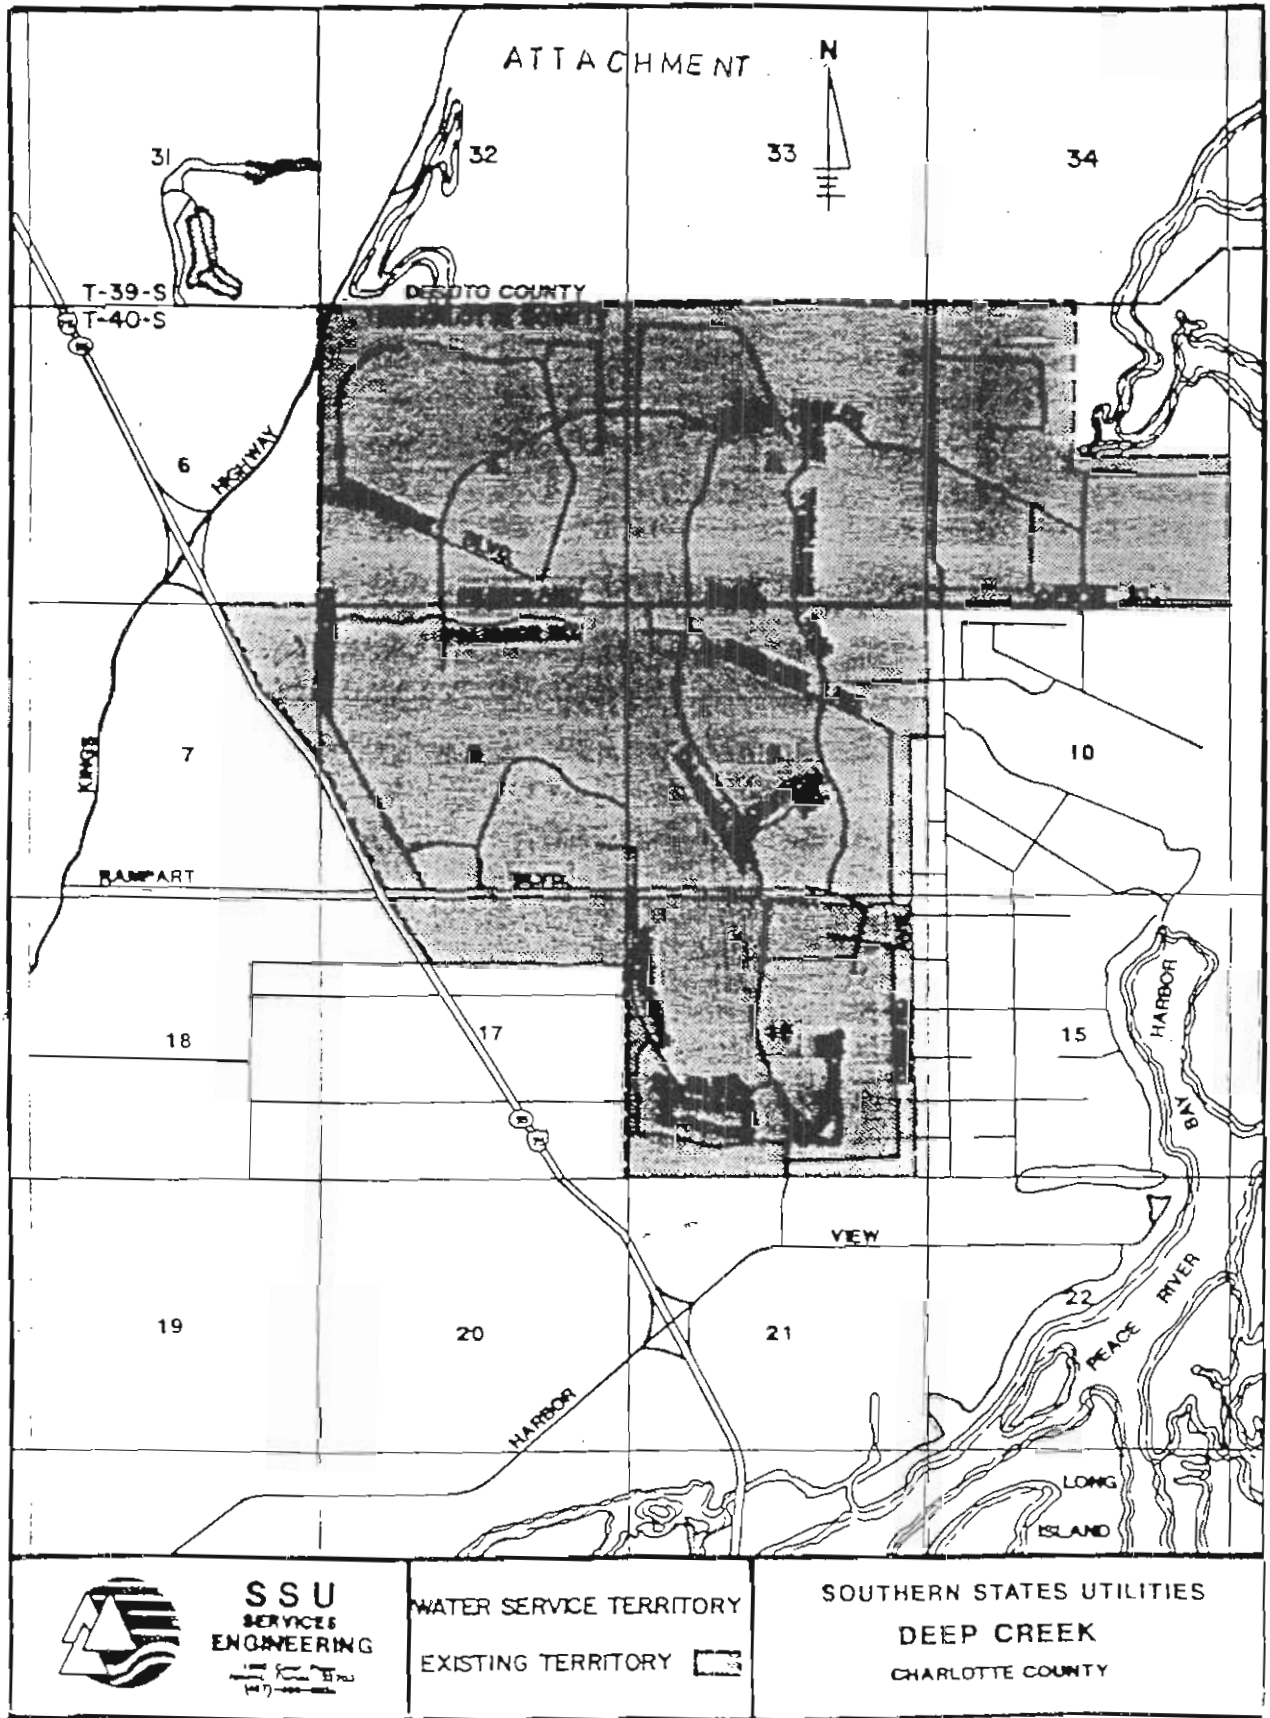 ATTACHMENT
N
31
32
33
34
T-39-S
DESOTO COUNTY
T-40-S
6
HIGHWAY
BLVD.
7
KINGS
10
RAMPART
BLVD.
18
17
15
HARBOR
BAY
VIEW
19
20
21
22
PEACE
RIVER
HARBOR
LONG
ISLAND
SSU
SERVICES
ENGINEERING
WATER SERVICE TERRITORY
EXISTING TERRITORY
SOUTHERN STATES UTILITIES
DEEP CREEK
CHARLOTTE COUNTY